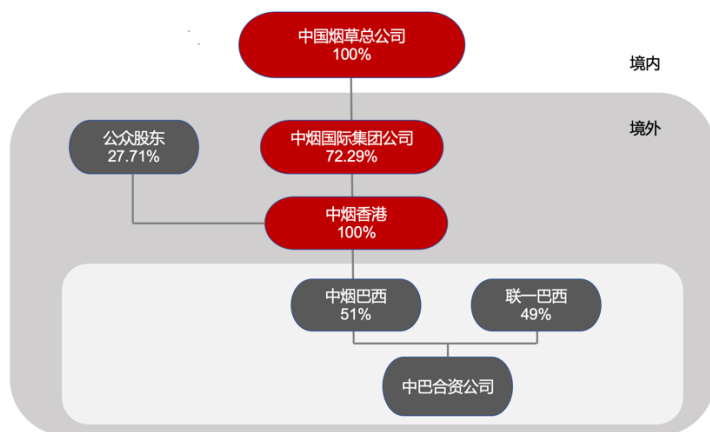 中国烟草总公司
100%
境内
境外
公众股东
27.71%
中烟国际集团公司
72.29%
中烟香港
100%
中烟巴西
51%
联一巴西
49%
中巴合资公司